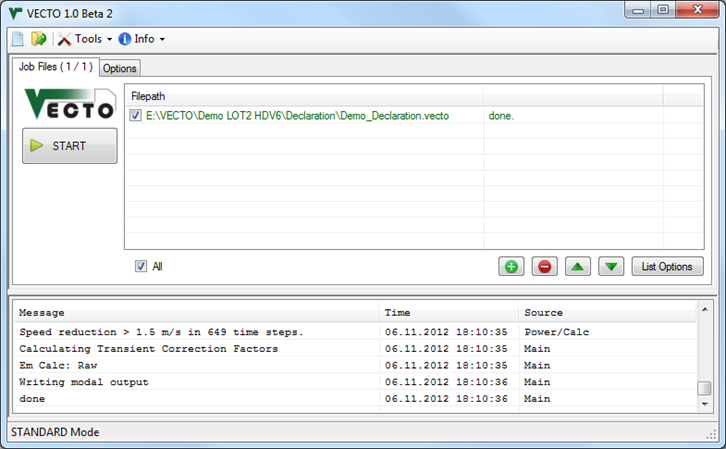 VECTO 1.0 Beta 2
Tools Info
Job Files ( 1 / 1 ) Options
VECTO
START
Filepath
E:\VECTO\Demo LOT2 HDV6\Declaration\Demo_Declaration.vecto done.
All List Options
Message Time Source
Speed reduction > 1.5 m/s in 649 time steps. 06.11.2012 18:10:35 Power/Calc
Calculating Transient Correction Factors 06.11.2012 18:10:35 Main
Em Calc: Raw 06.11.2012 18:10:35 Main
Writing modal output 06.11.2012 18:10:36 Main
done 06.11.2012 18:10:36 Main
STANDARD Mode